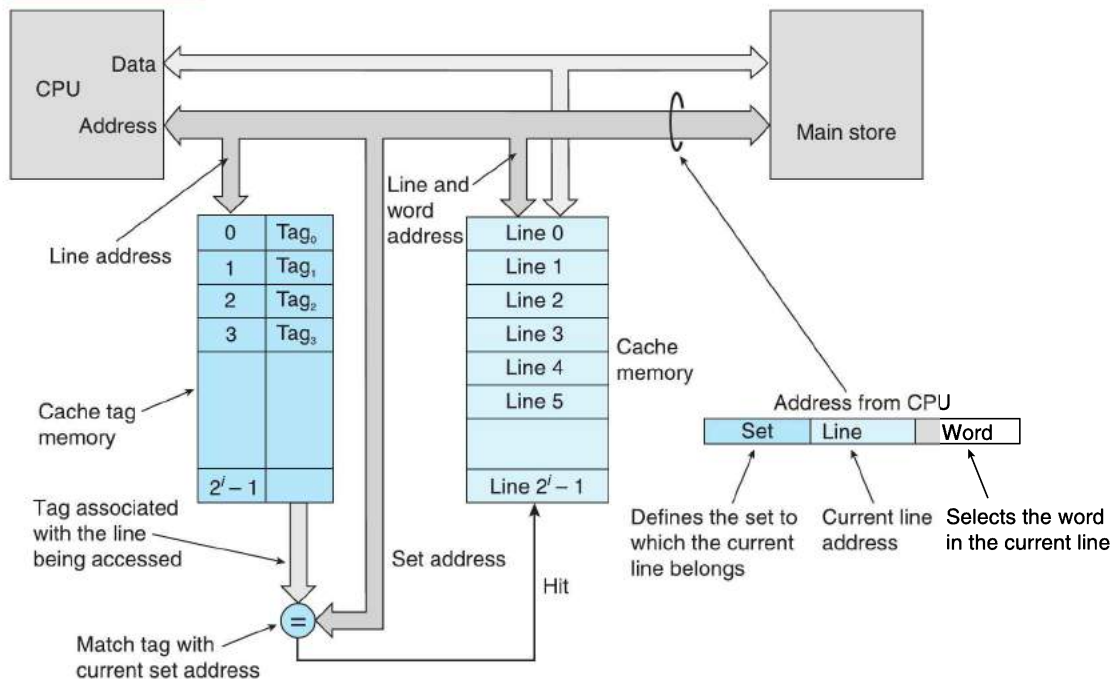 Data
CPU
Address
Main store
Line address
Line and
word
address
0 Tag₀
1 Tag₁
2 Tag₂
3 Tag₃
2ⁱ – 1
Line 0
Line 1
Line 2
Line 3
Line 4
Line 5
Line 2ⁱ – 1
Cache
memory
Cache tag
memory
Address from CPU
Set Line Word
Defines the set to
which the current
line belongs
Current line
address
Selects the word
in the current line
Tag associated
with the line
being accessed
Set address
Hit
=
Match tag with
current set address